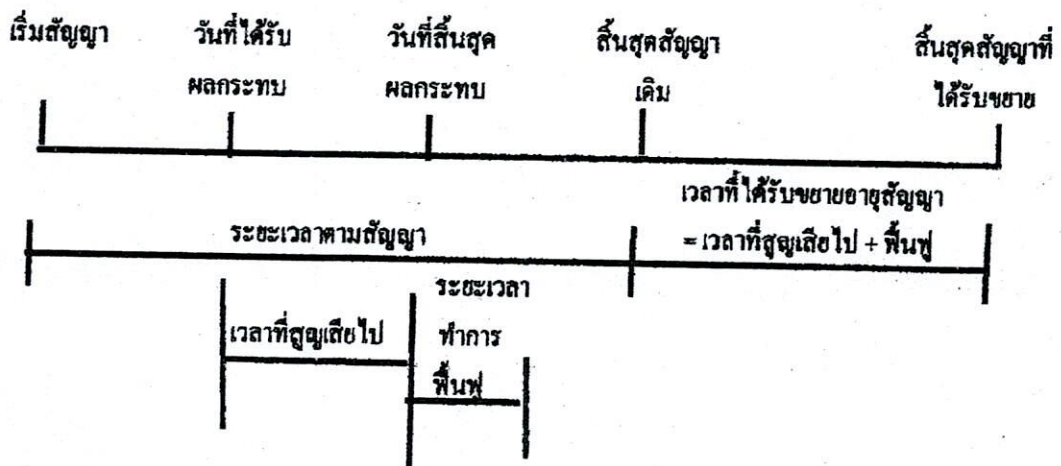 เริ่มสัญญา
วันที่ได้รับ
ผลกระทบ
วันที่สิ้นสุด
ผลกระทบ
สิ้นสุดสัญญา
เดิม
สิ้นสุดสัญญาที่
ได้รับขยาย
เวลาที่ได้รับขยายอายุสัญญา
= เวลาที่สูญเสียไป + ฟื้นฟู
ระยะเวลาตามสัญญา
เวลาที่สูญเสียไป
ระยะเวลา
ทำการ
ฟื้นฟู